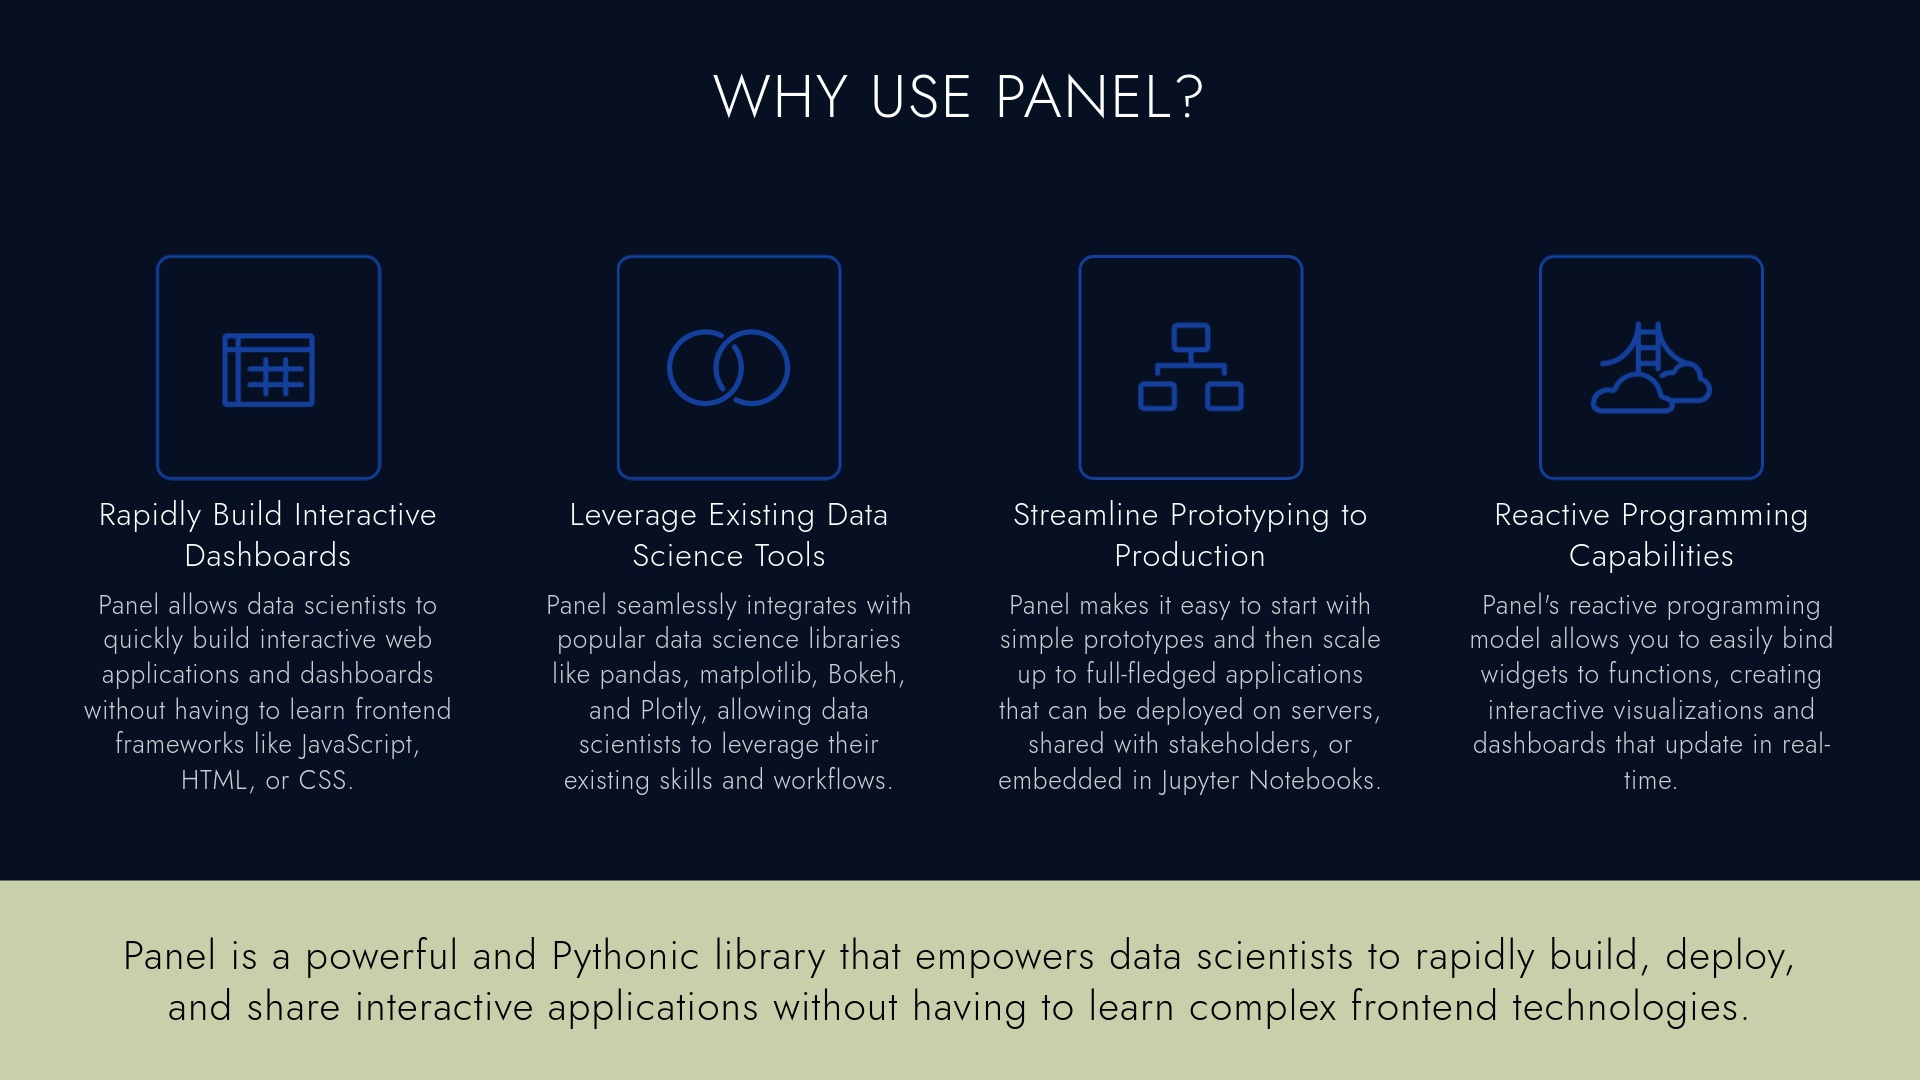 WHY USE PANEL?
Rapidly Build Interactive
Dashboards
Panel allows data scientists to
quickly build interactive web
applications and dashboards
without having to learn frontend
frameworks like JavaScript,
HTML, or CSS.
Leverage Existing Data
Science Tools
Panel seamlessly integrates with
popular data science libraries
like pandas, matplotlib, Bokeh,
and Plotly, allowing data
scientists to leverage their
existing skills and workflows.
Streamline Prototyping to
Production
Panel makes it easy to start with
simple prototypes and then scale
up to full-fledged applications
that can be deployed on servers,
shared with stakeholders, or
embedded in Jupyter Notebooks.
Reactive Programming
Capabilities
Panel's reactive programming
model allows you to easily bind
widgets to functions, creating
interactive visualizations and
dashboards that update in real-
time.
Panel is a powerful and Pythonic library that empowers data scientists to rapidly build, deploy,
and share interactive applications without having to learn complex frontend technologies.